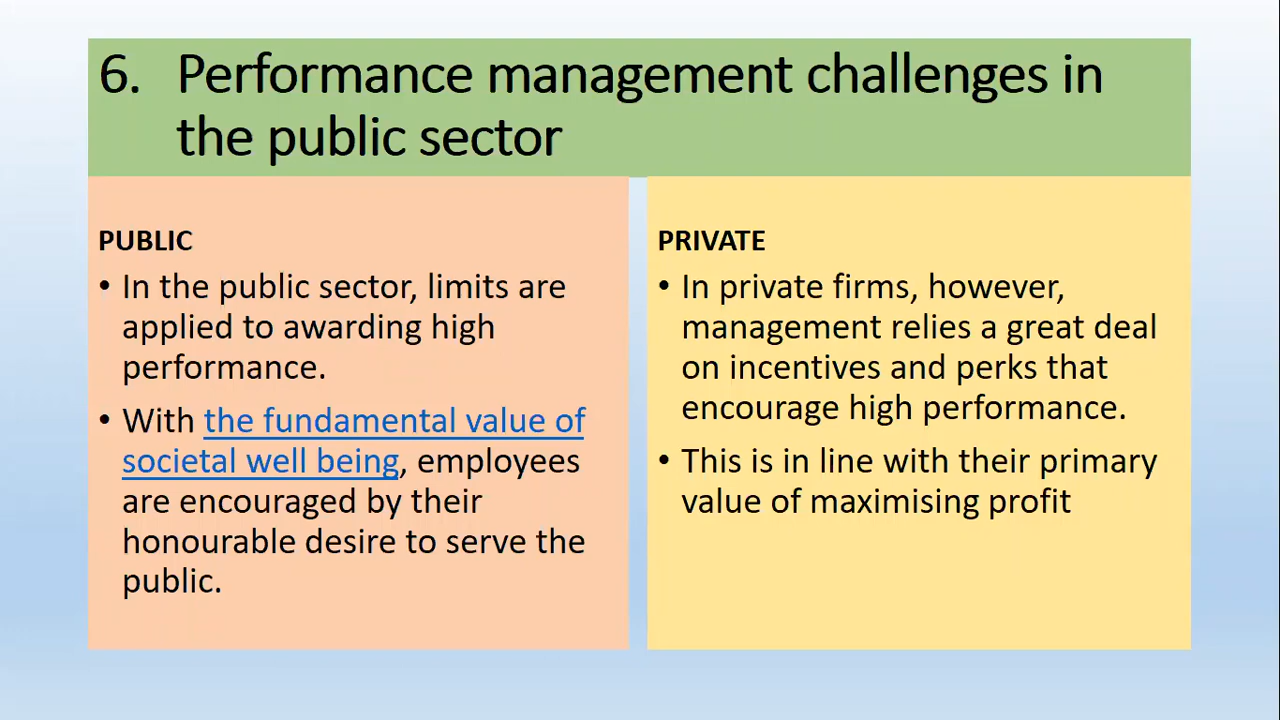 6. Performance management challenges in
the public sector
PUBLIC
• In the public sector, limits are
applied to awarding high
performance.
• With the fundamental value of
societal well being, employees
are encouraged by their
honourable desire to serve the
public.
PRIVATE
• In private firms, however,
management relies a great deal
on incentives and perks that
encourage high performance.
• This is in line with their primary
value of maximising profit